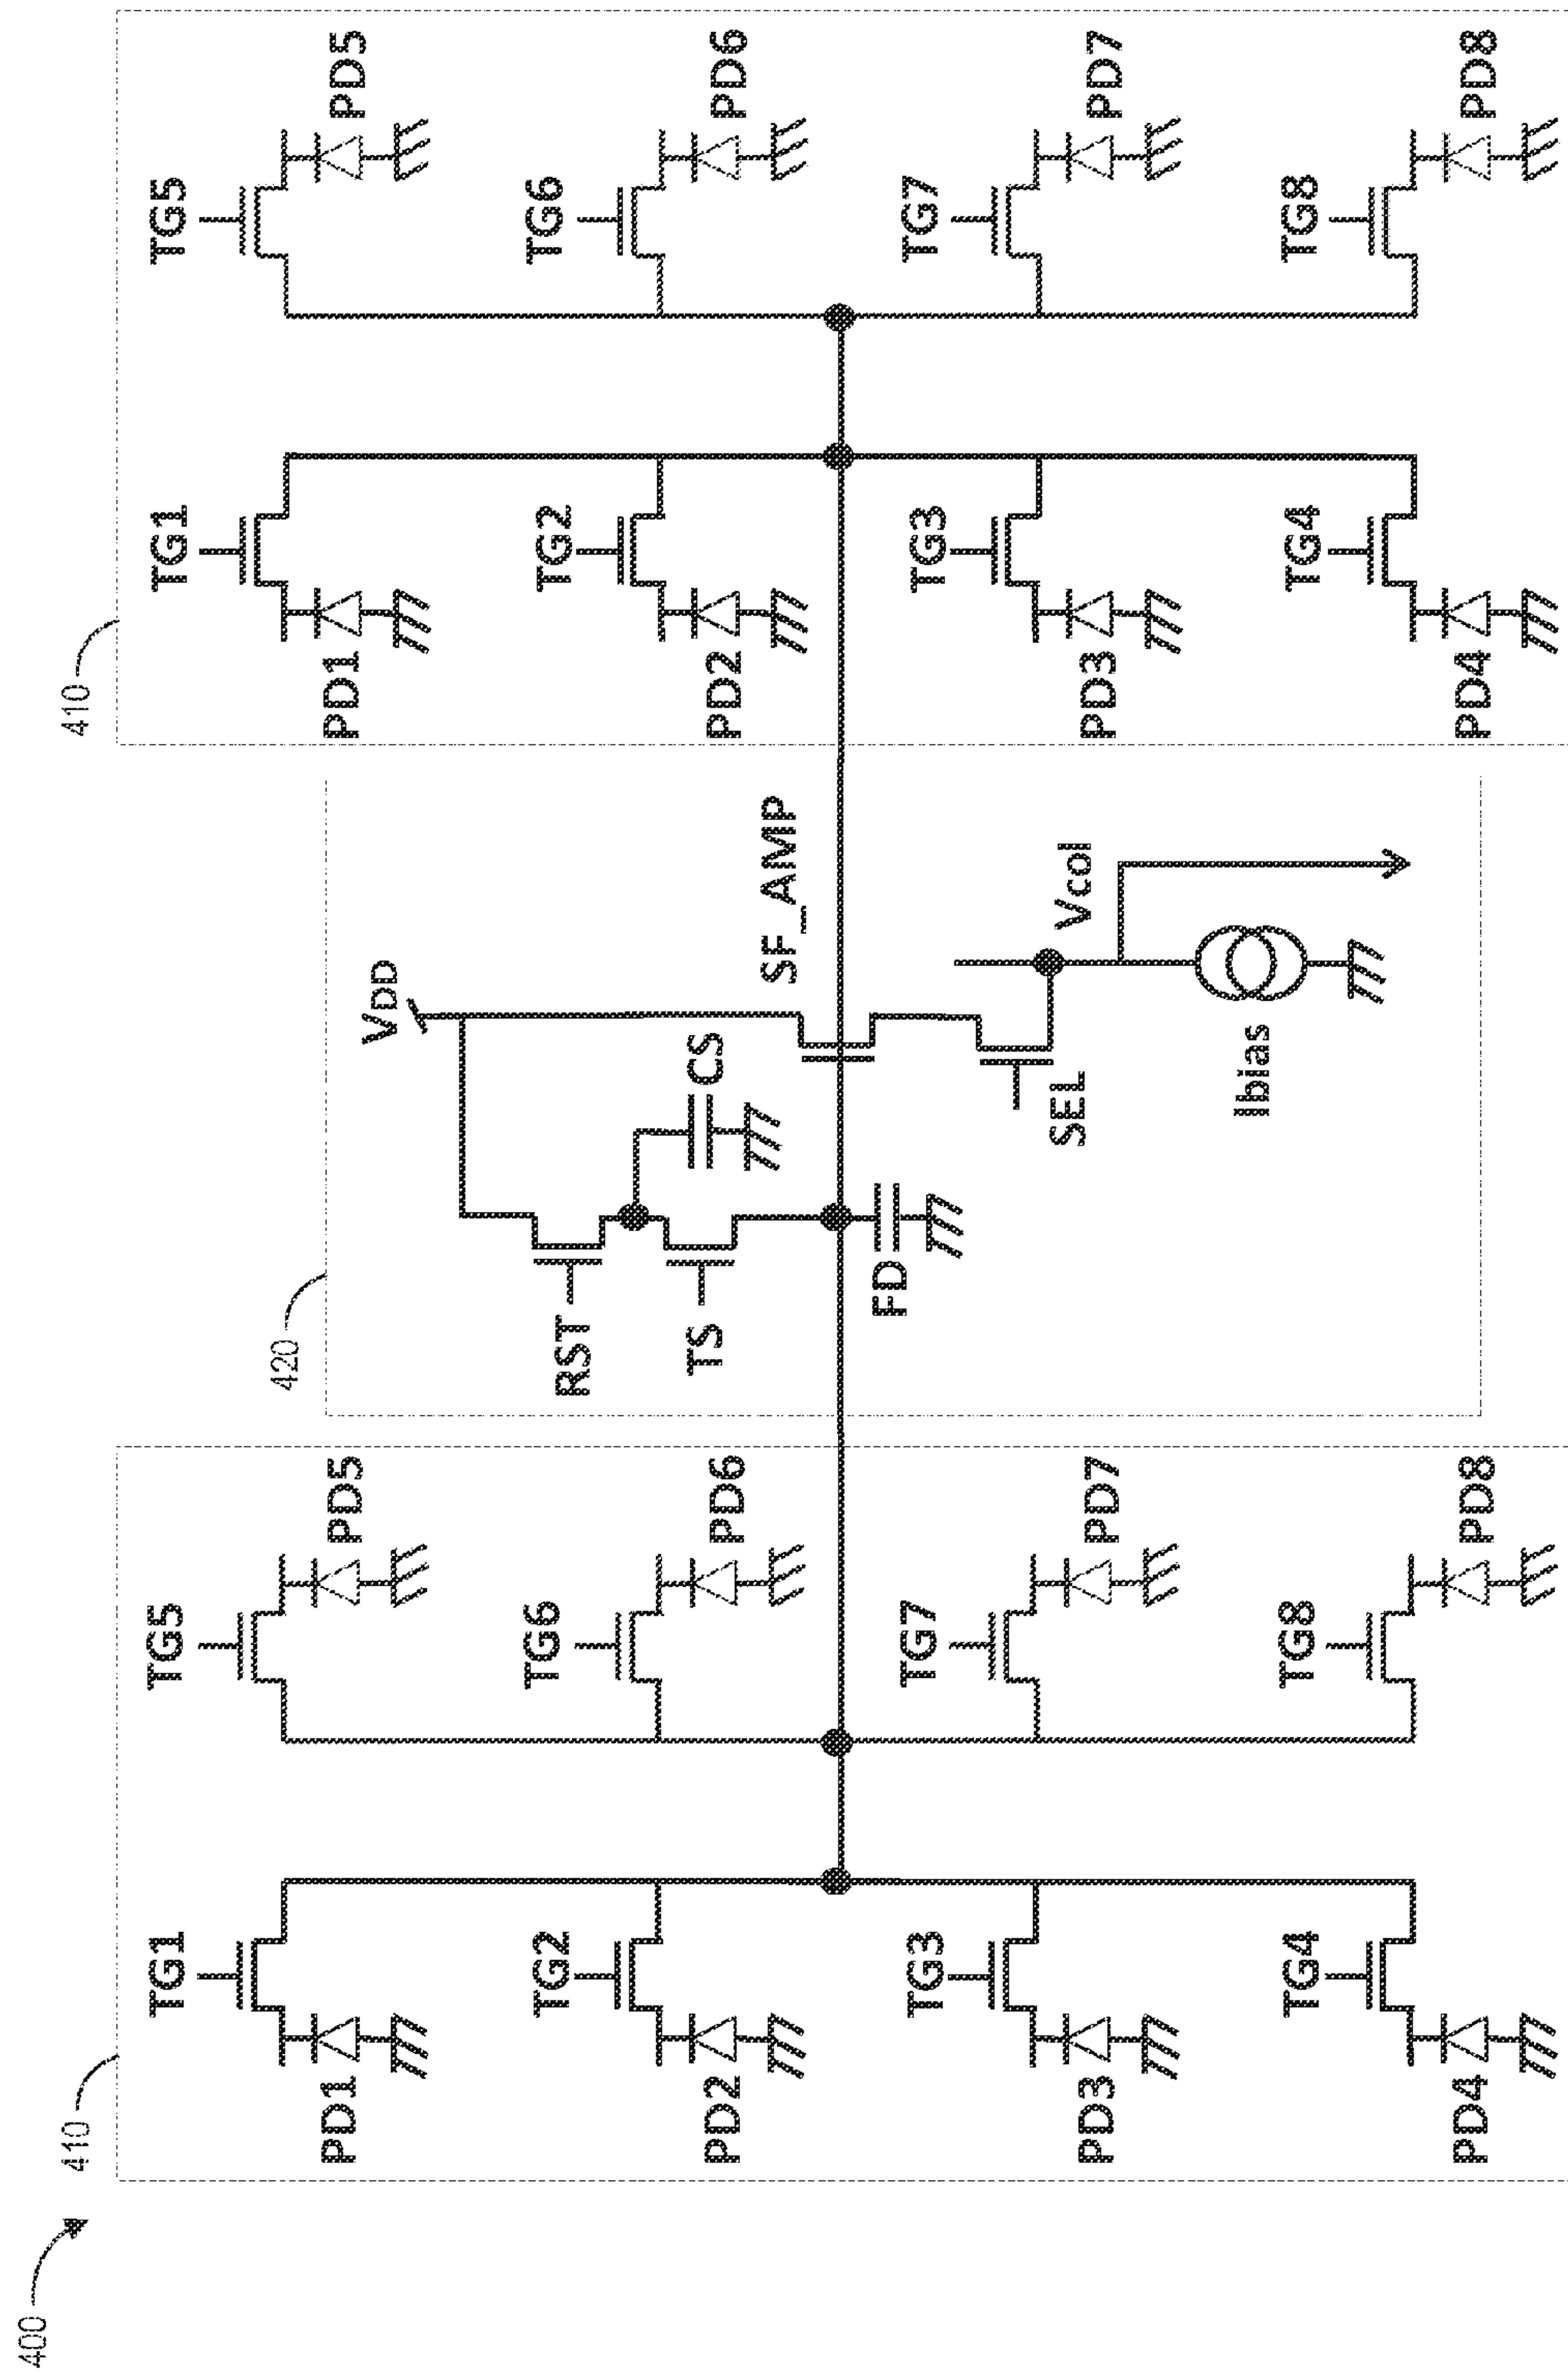 400
410
TG1
PD1
TG2
PD2
TG3
PD3
TG4
PD4
TG5
PD5
TG6
PD6
TG7
PD7
TG8
PD8
420
VDD
RST
CS
TS
SF_AMP
FD
SEL
Vcol
Ibias
410
TG1
PD1
TG2
PD2
TG3
PD3
TG4
PD4
TG5
PD5
TG6
PD6
TG7
PD7
TG8
PD8